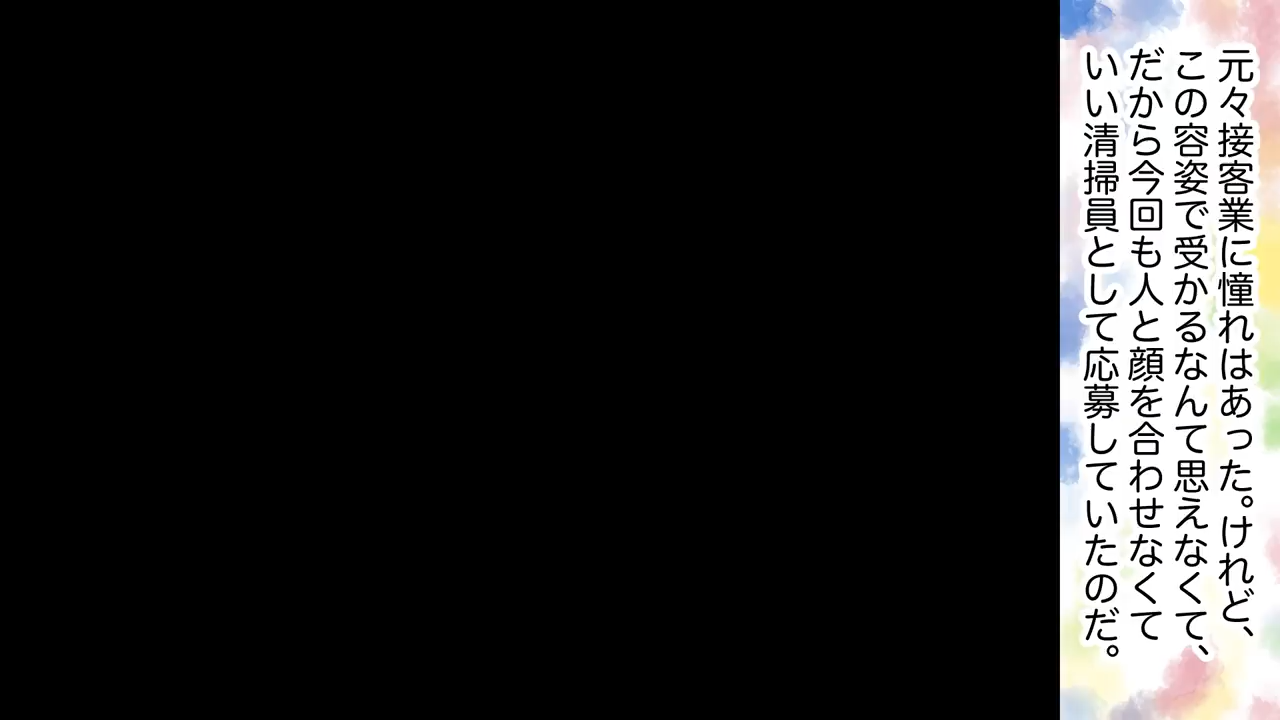 元々接客業に憧れはあった。けれど、
この容姿で受かるなんて思えなくて、
だから今回も人と顔を合わせなくて
いい清掃員として応募していたのだ。